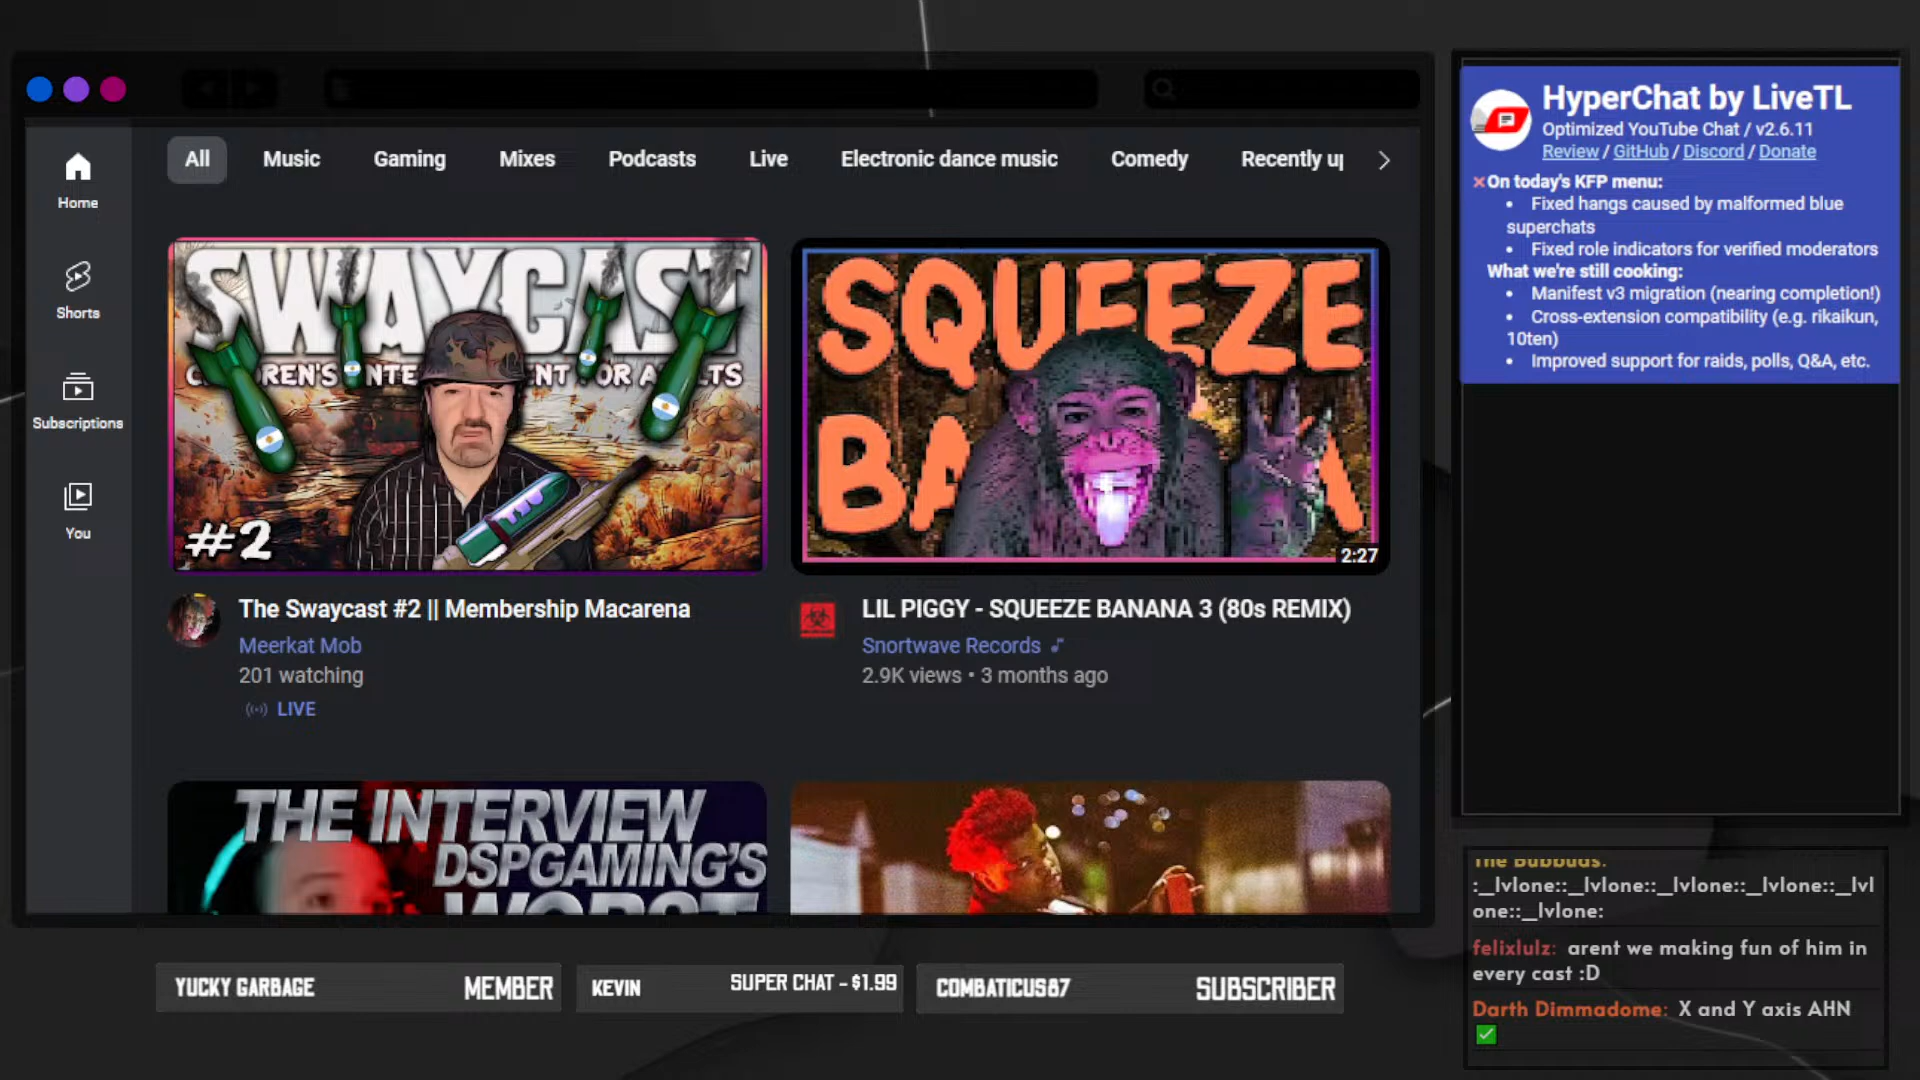 All
Music
Gaming
Mixes
Podcasts
Live
Electronic dance music
Comedy
Recently up
Home
Shorts
Subscriptions
You
SWAYCAST
#2
The Swaycast #2 || Membership Macarena
Meerkat Mob
201 watching
LIVE
SQUEEZE
2:27
LIL PIGGY - SQUEEZE BANANA 3 (80s REMIX)
Snortwave Records
2.9K views • 3 months ago
THE INTERVIEW
DSPGAMING'S
WORST
HyperChat by LiveTL
Optimized YouTube Chat / v2.6.11
Review / GitHub / Discord / Donate
×On today's KFP menu:
• Fixed hangs caused by malformed blue
superchats
• Fixed role indicators for verified moderators
What we're still cooking:
• Manifest v3 migration (nearing completion!)
• Cross-extension compatibility (e.g. rikaikun,
10ten)
• Improved support for raids, polls, Q&A, etc.
The Bubbuds:
:_lvlone::_lvlone::_lvlone::_lvlone::_lvl
one::_lvlone:
felixlulz: arent we making fun of him in
every cast :D
Darth Dimmadome: X and Y axis AHN
YUCKY GARBAGE MEMBER
KEVIN SUPER CHAT - $1.99
COMBATICUS87 SUBSCRIBER